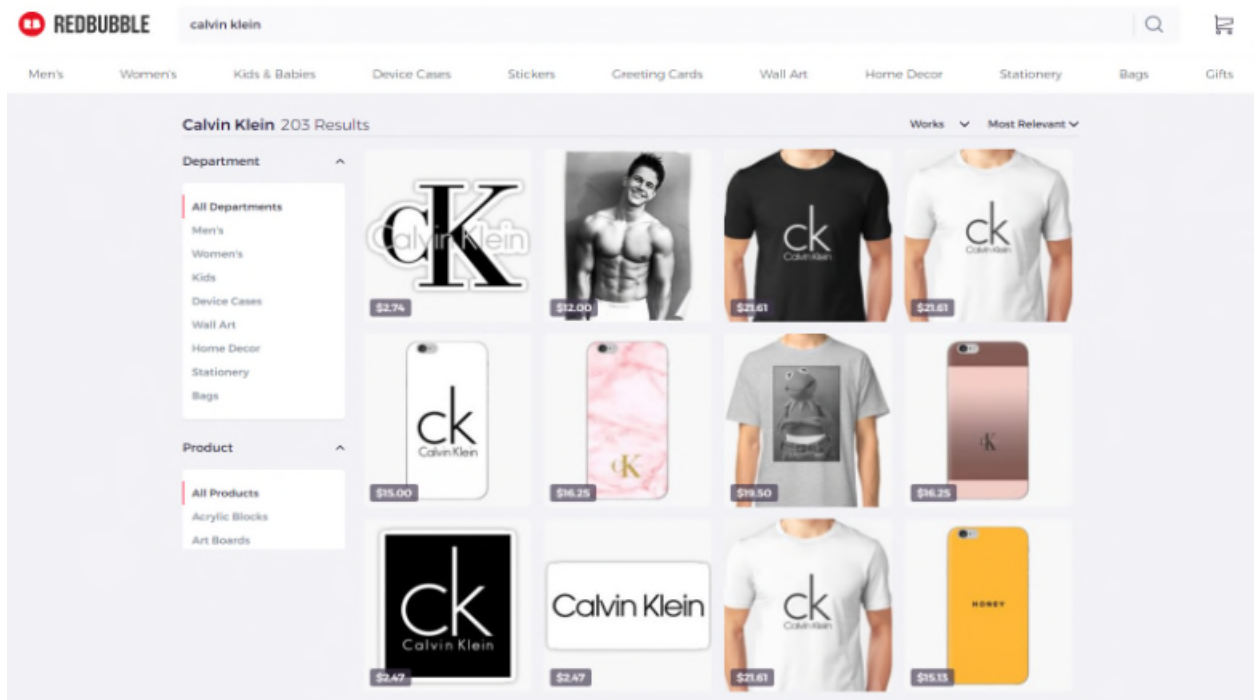 REDBUBBLE
calvin klein
Men's Women's Kids & Babies Device Cases Stickers Greeting Cards Wall Art Home Decor Stationery Bags Gifts
Calvin Klein 203 Results
Works Most Relevant
Department
All Departments
Men's
Women's
Kids
Device Cases
Wall Art
Home Decor
Stationery
Bags
Product
All Products
Acrylic Blocks
Art Boards
cK
Calvin Klein
$2.74
$12.00
ck
Calvin Klein
$21.61
ck
Calvin Klein
$21.61
ck
Calvin Klein
$15.00
cK
$16.25
$19.50
cK
$16.25
ck
Calvin Klein
$2.47
Calvin Klein
$2.47
ck
Calvin Klein
$21.61
HONEY
$15.13